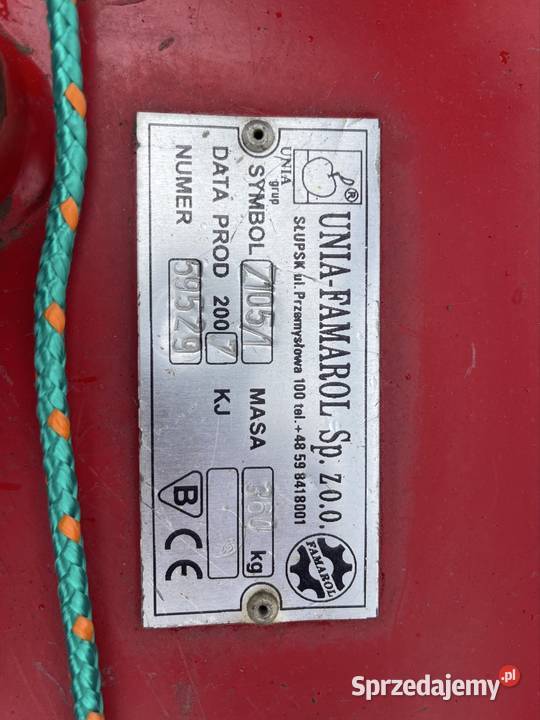 ®
UNIA
grup
UNIA-FAMAROL Sp. z o.o.
SŁUPSK ul. Przemysłowa 100 tel.+48 59 8418001
FAMAROL
SYMBOL Z105/1 MASA 360 kg
DATA PROD 2007 KJ
NUMER 59529 B CE
Sprzedajemy.pl